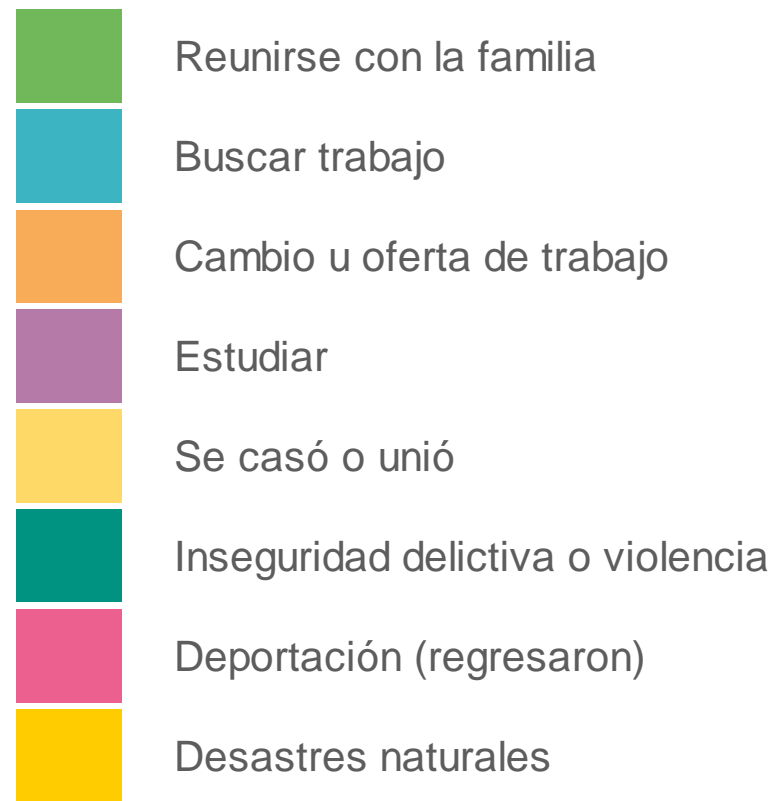 Reunirse con la familia
Buscar trabajo
Cambio u oferta de trabajo
Estudiar
Se casó o unió
Inseguridad delictiva o violencia
Deportación (regresaron)
Desastres naturales